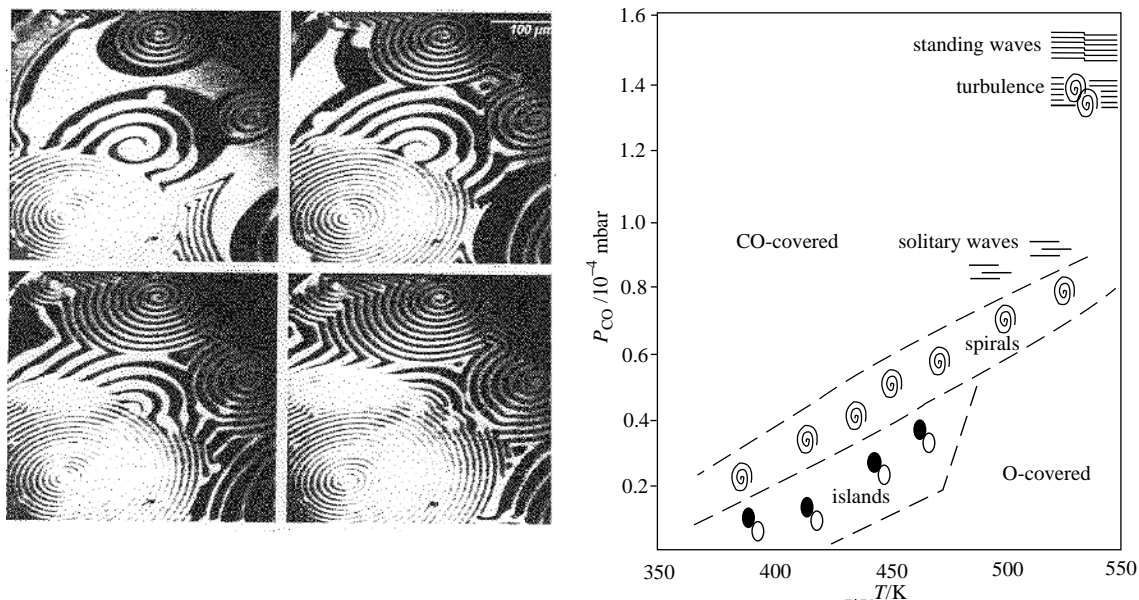 100 μm
1.6
standing waves
1.4
turbulence
1.2
1.0
CO-covered
solitary waves
P_CO /10⁻⁴ mbar
0.8
0.6
spirals
0.4
islands
O-covered
0.2
350
400
450
500
550
T/K